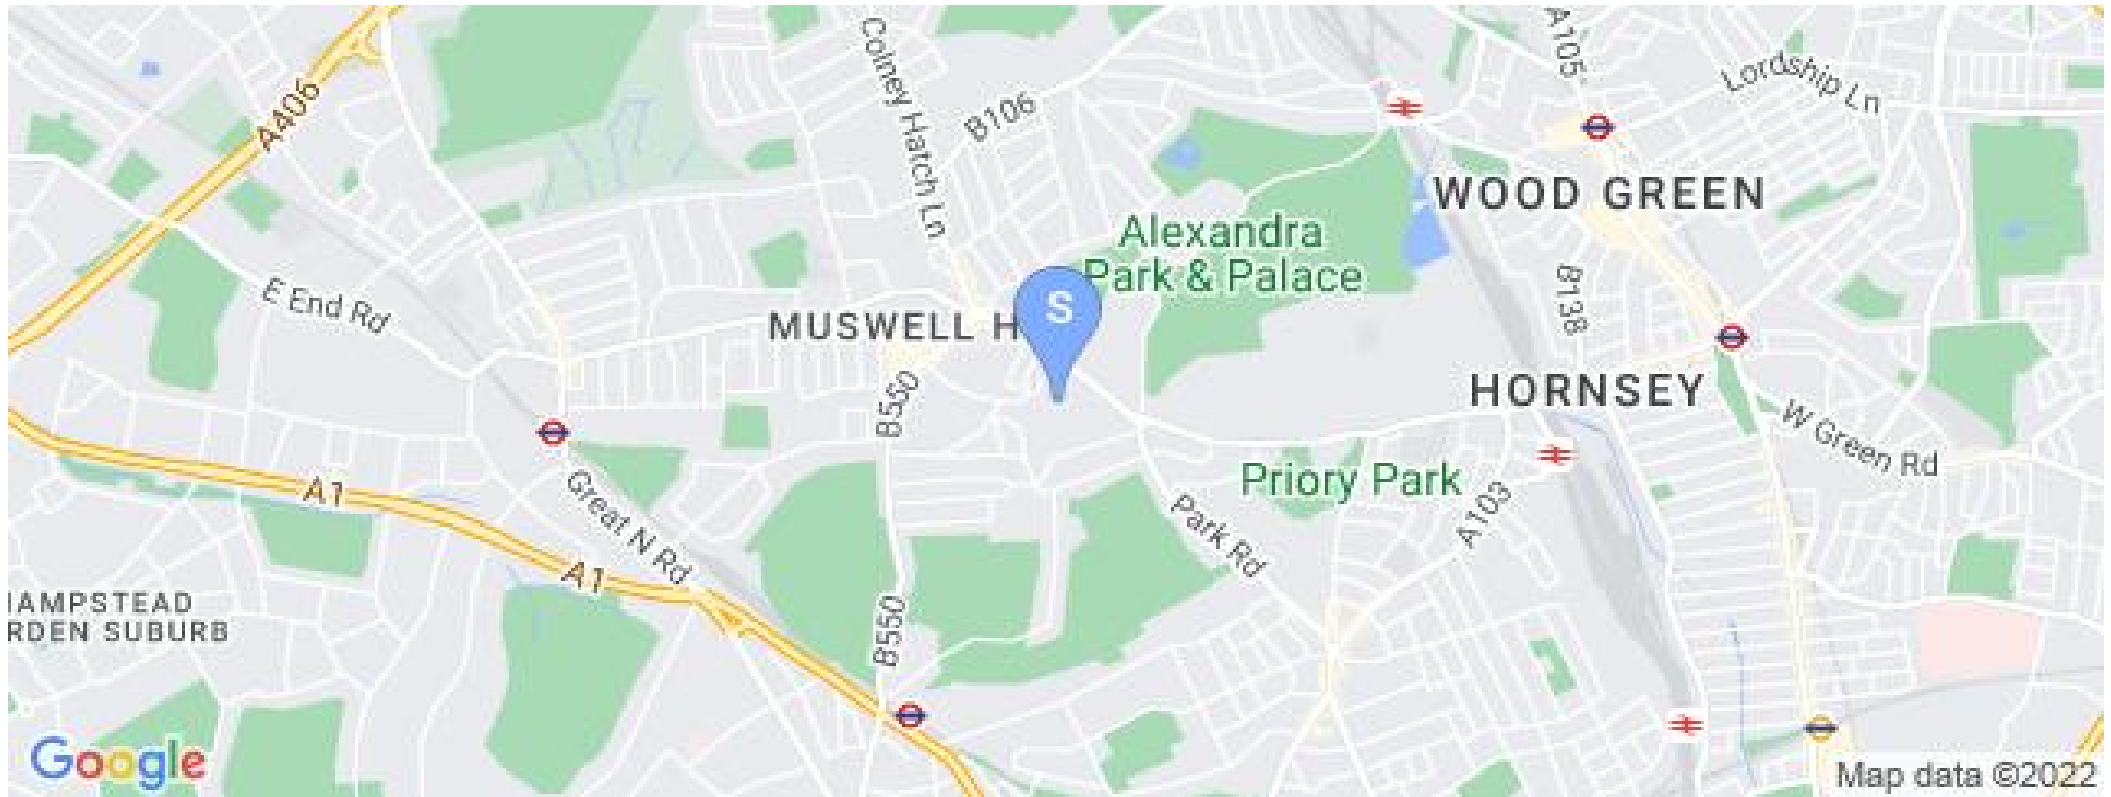 Colney Hatch Ln
A105
Lordship Ln
A406
B106
WOOD GREEN
Alexandra
Park & Palace
E End Rd
B138
S
MUSWELL H
HORNSEY
B550
W Green Rd
A1
Great N Rd
Priory Park
A103
Park Rd
A1
B550
IAMPSTEAD
RDEN SUBURB
Google
Map data ©2022